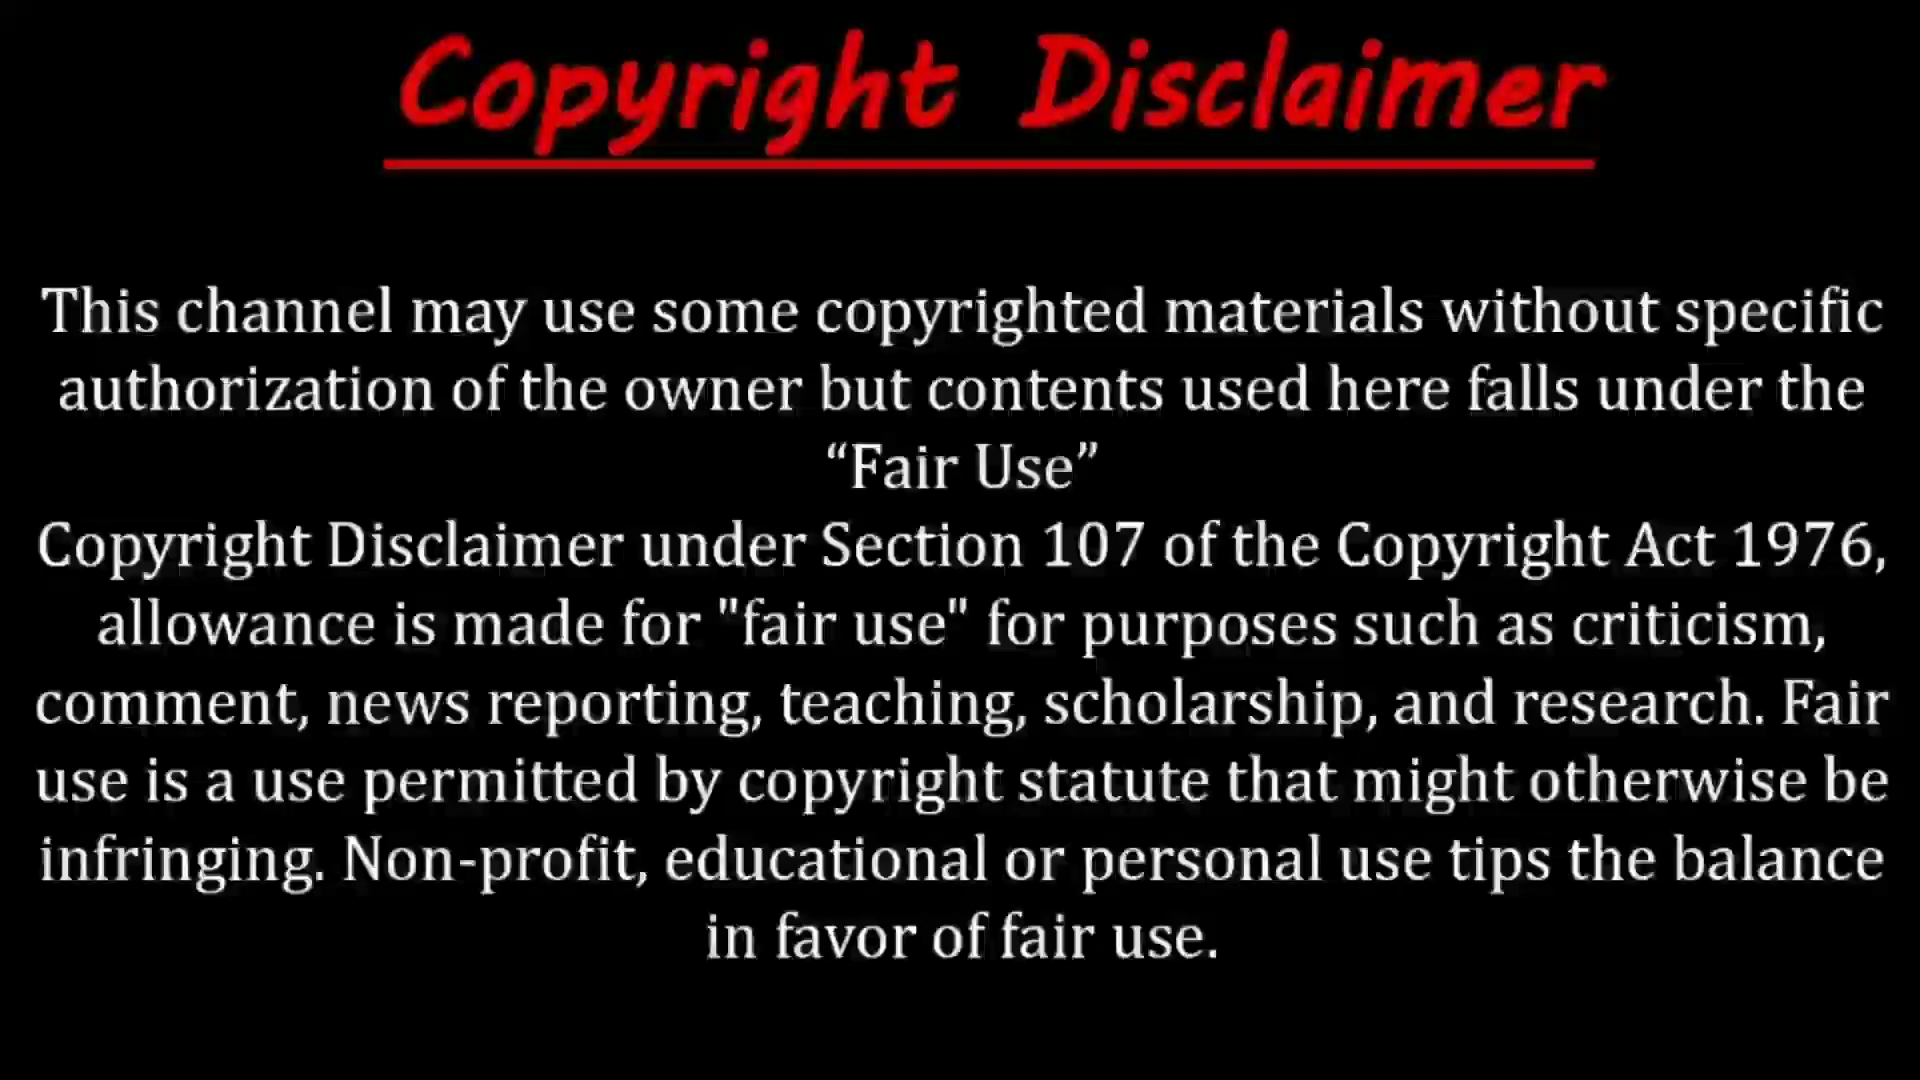 Copyright Disclaimer
This channel may use some copyrighted materials without specific
authorization of the owner but contents used here falls under the
“Fair Use”
Copyright Disclaimer under Section 107 of the Copyright Act 1976,
allowance is made for "fair use" for purposes such as criticism,
comment, news reporting, teaching, scholarship, and research. Fair
use is a use permitted by copyright statute that might otherwise be
infringing. Non-profit, educational or personal use tips the balance
in favor of fair use.